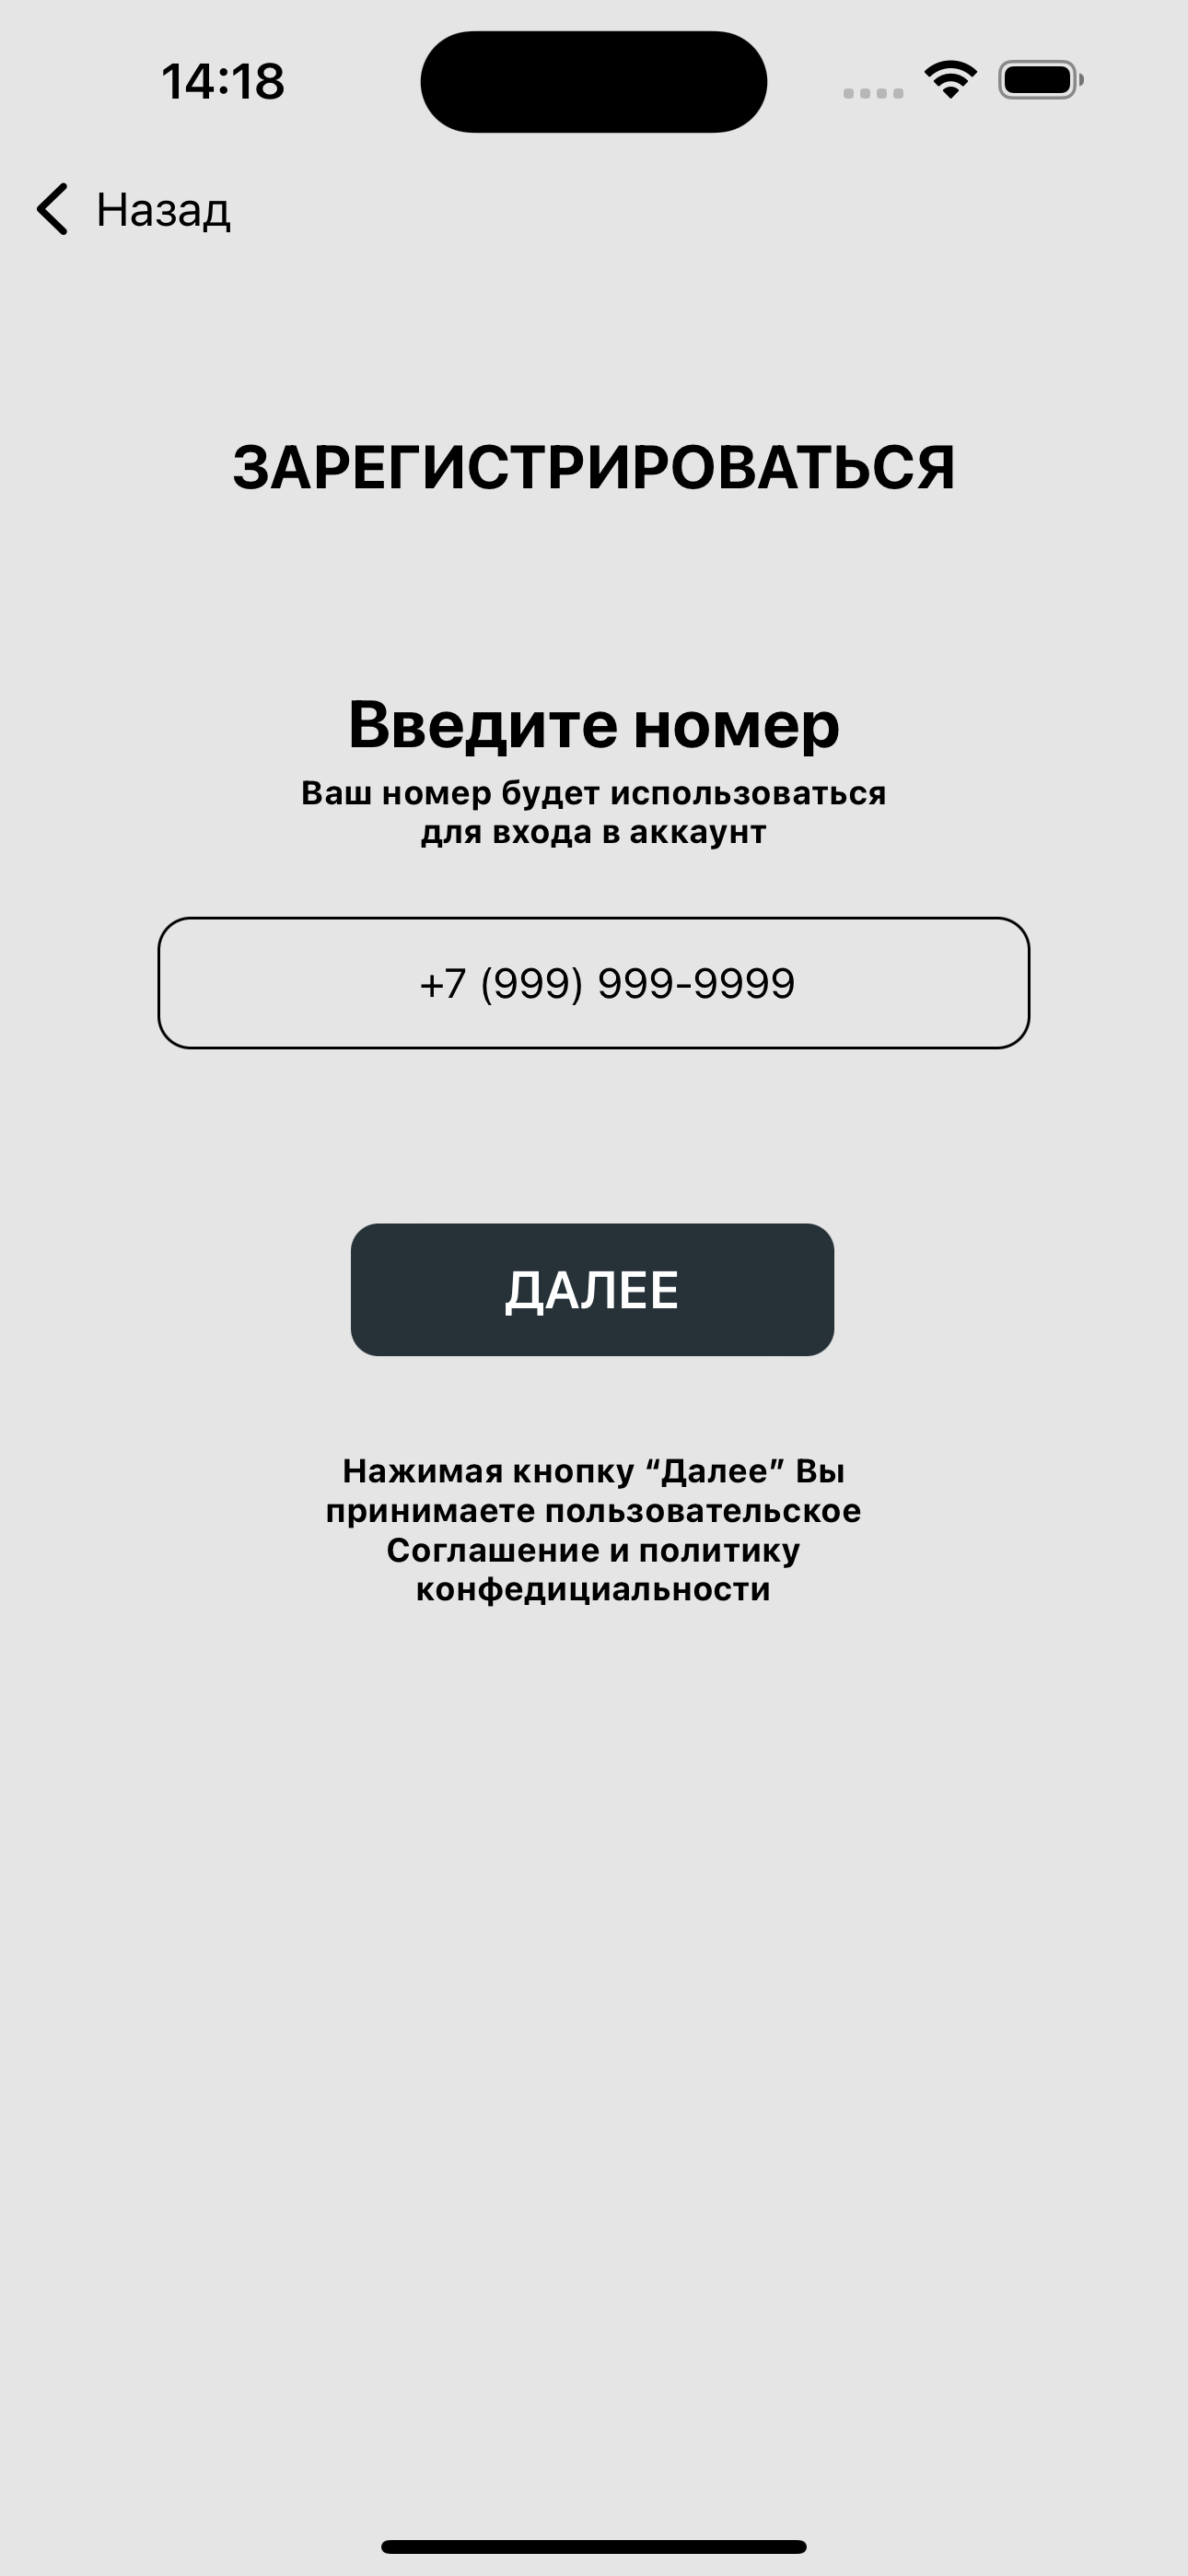 14:18
Назад
ЗАРЕГИСТРИРОВАТЬСЯ
Введите номер
Ваш номер будет использоваться
для входа в аккаунт
+7 (999) 999-9999
ДАЛЕЕ
Нажимая кнопку “Далее” Вы
принимаете пользовательское
Соглашение и политику
конфедициальности